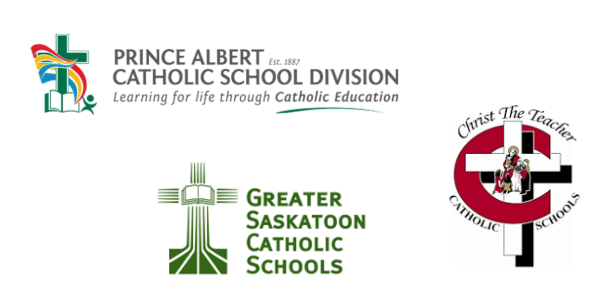 PRINCE ALBERT Est. 1887
CATHOLIC SCHOOL DIVISION
Learning for life through Catholic Education
Christ The Teacher
CATHOLIC SCHOOLS
GREATER
SASKATOON
CATHOLIC
SCHOOLS